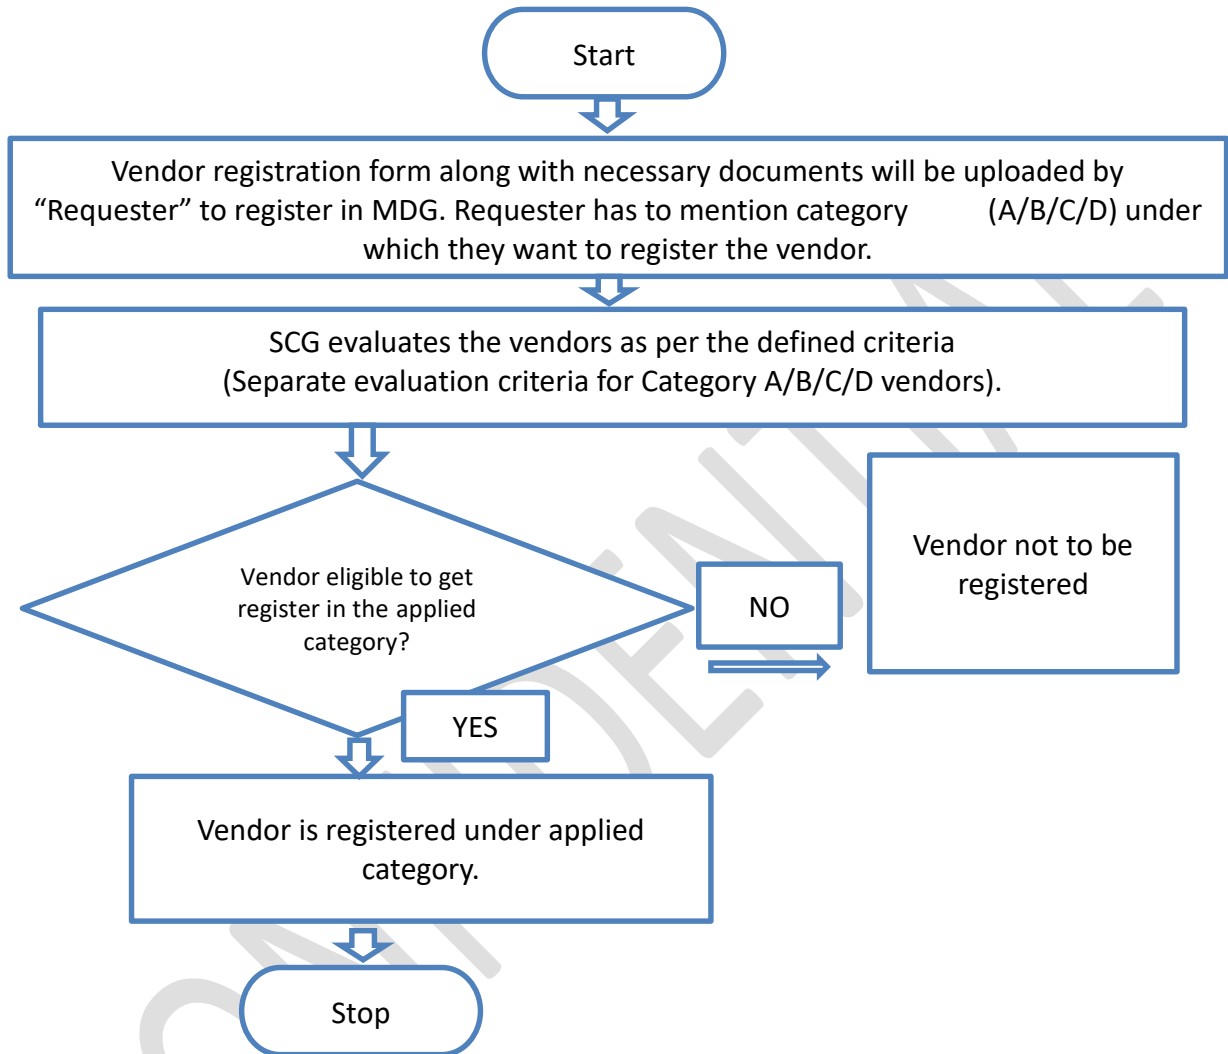 Start
Vendor registration form along with necessary documents will be uploaded by
“Requester” to register in MDG. Requester has to mention category (A/B/C/D) under
which they want to register the vendor.
SCG evaluates the vendors as per the defined criteria
(Separate evaluation criteria for Category A/B/C/D vendors).
Vendor eligible to get
register in the applied
category?
NO
Vendor not to be
registered
YES
Vendor is registered under applied
category.
Stop